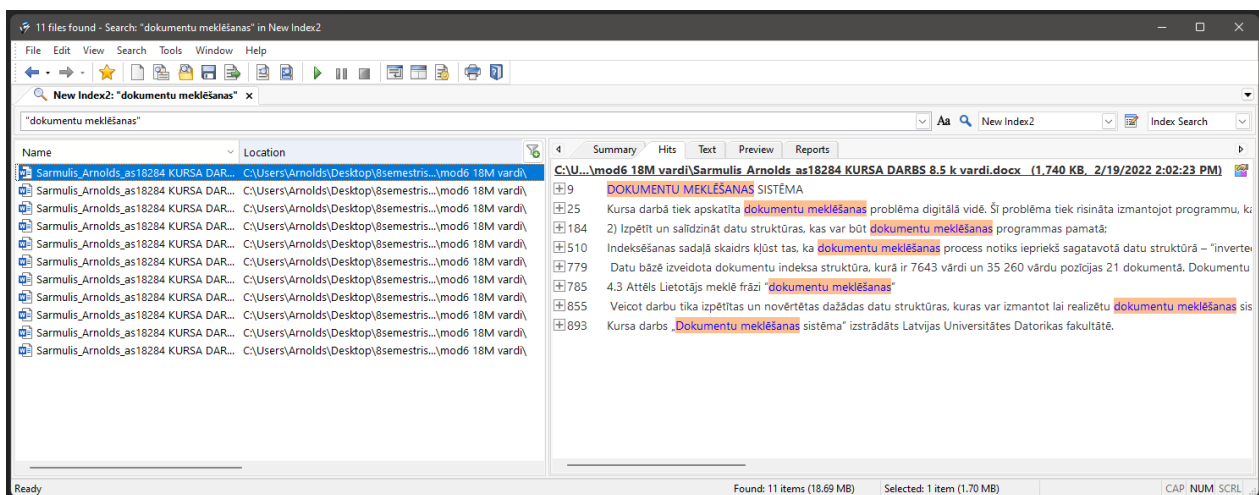 11 files found - Search: "dokumentu meklēšanas" in New Index2
File Edit View Search Tools Window Help
New Index2: "dokumentu meklēšanas" x
"dokumentu meklēšanas" Aa New Index2 Index Search
Name Location
Sarmulis_Arnolds_as18284 KURSA DAR... C:\Users\Arnolds\Desktop\8semestris...\mod6 18M vardi\
Sarmulis_Arnolds_as18284 KURSA DAR... C:\Users\Arnolds\Desktop\8semestris...\mod6 18M vardi\
Sarmulis_Arnolds_as18284 KURSA DAR... C:\Users\Arnolds\Desktop\8semestris...\mod6 18M vardi\
Sarmulis_Arnolds_as18284 KURSA DAR... C:\Users\Arnolds\Desktop\8semestris...\mod6 18M vardi\
Sarmulis_Arnolds_as18284 KURSA DAR... C:\Users\Arnolds\Desktop\8semestris...\mod6 18M vardi\
Sarmulis_Arnolds_as18284 KURSA DAR... C:\Users\Arnolds\Desktop\8semestris...\mod6 18M vardi\
Sarmulis_Arnolds_as18284 KURSA DAR... C:\Users\Arnolds\Desktop\8semestris...\mod6 18M vardi\
Sarmulis_Arnolds_as18284 KURSA DAR... C:\Users\Arnolds\Desktop\8semestris...\mod6 18M vardi\
Sarmulis_Arnolds_as18284 KURSA DAR... C:\Users\Arnolds\Desktop\8semestris...\mod6 18M vardi\
Sarmulis_Arnolds_as18284 KURSA DAR... C:\Users\Arnolds\Desktop\8semestris...\mod6 18M vardi\
Sarmulis_Arnolds_as18284 KURSA DAR... C:\Users\Arnolds\Desktop\8semestris...\mod6 18M vardi\
Summary Hits Text Preview Reports
C:\U...\mod6 18M vardi\Sarmulis_Arnolds_as18284 KURSA DARBS 8.5 k vardi.docx (1,740 KB, 2/19/2022 2:02:23 PM)
9 DOKUMENTU MEKLĒŠANAS SISTĒMA
25 Kursa darbā tiek apskatīta dokumentu meklēšanas problēma digitālā vidē. Šī problēma tiek risināta izmantojot programmu, ka
184 2) Izpētīt un salīdzināt datu struktūras, kas var būt dokumentu meklēšanas programmas pamatā;
510 Indeksēšanas sadaļā skaidrs kļūst tas, ka dokumentu meklēšanas process notiks iepriekš sagatavotā datu struktūrā – “inverte
779 Datu bāzē izveidota dokumentu indeksa struktūra, kurā ir 7643 vārdi un 35 260 vārdu pozīcijas 21 dokumentā. Dokumentu
785 4.3 Attēls Lietotājs meklē frāzi “dokumentu meklēšanas”
855 Veicot darbu tika izpētītas un novērtētas dažādas datu struktūras, kuras var izmantot lai realizētu dokumentu meklēšanas sis
893 Kursa darbs „Dokumentu meklēšanas sistēma” izstrādāts Latvijas Universitātes Datorikas fakultātē.
Ready Found: 11 items (18.69 MB) Selected: 1 item (1.70 MB) CAP NUM SCRL